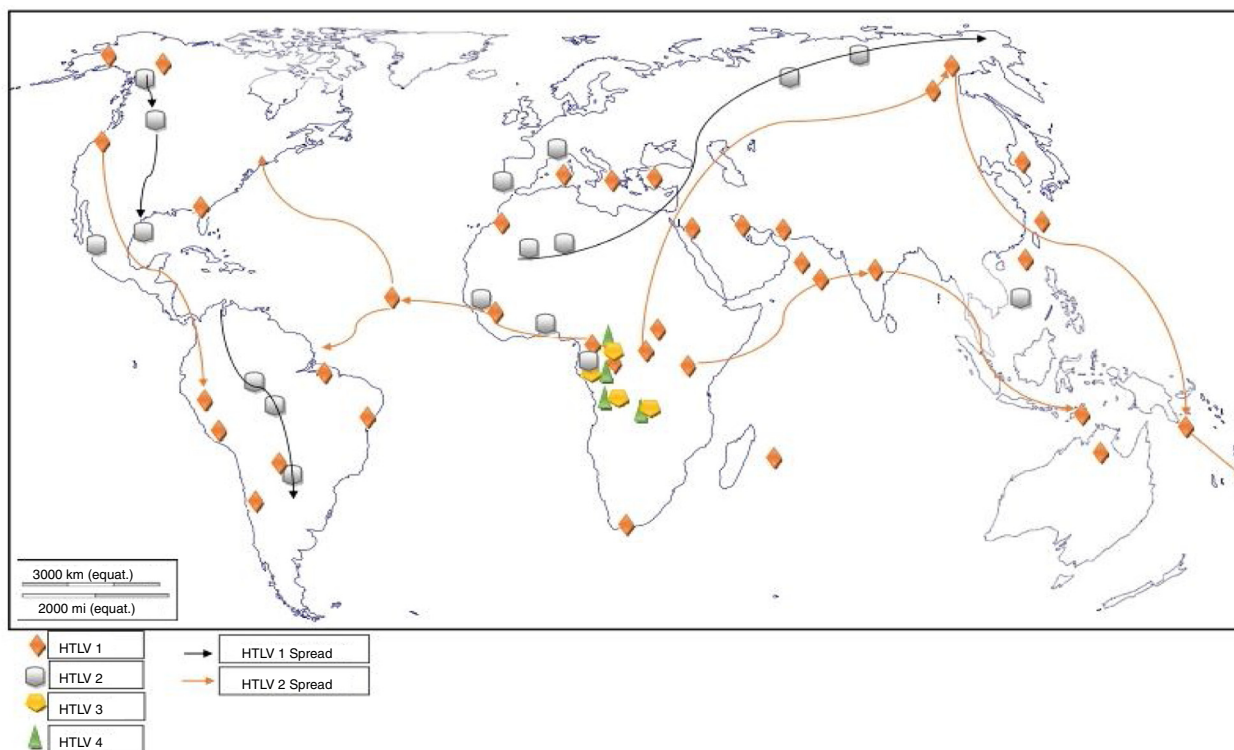 3000 km (equat.)
2000 mi (equat.)
HTLV 1
HTLV 2
HTLV 3
HTLV 4
HTLV 1 Spread
HTLV 2 Spread